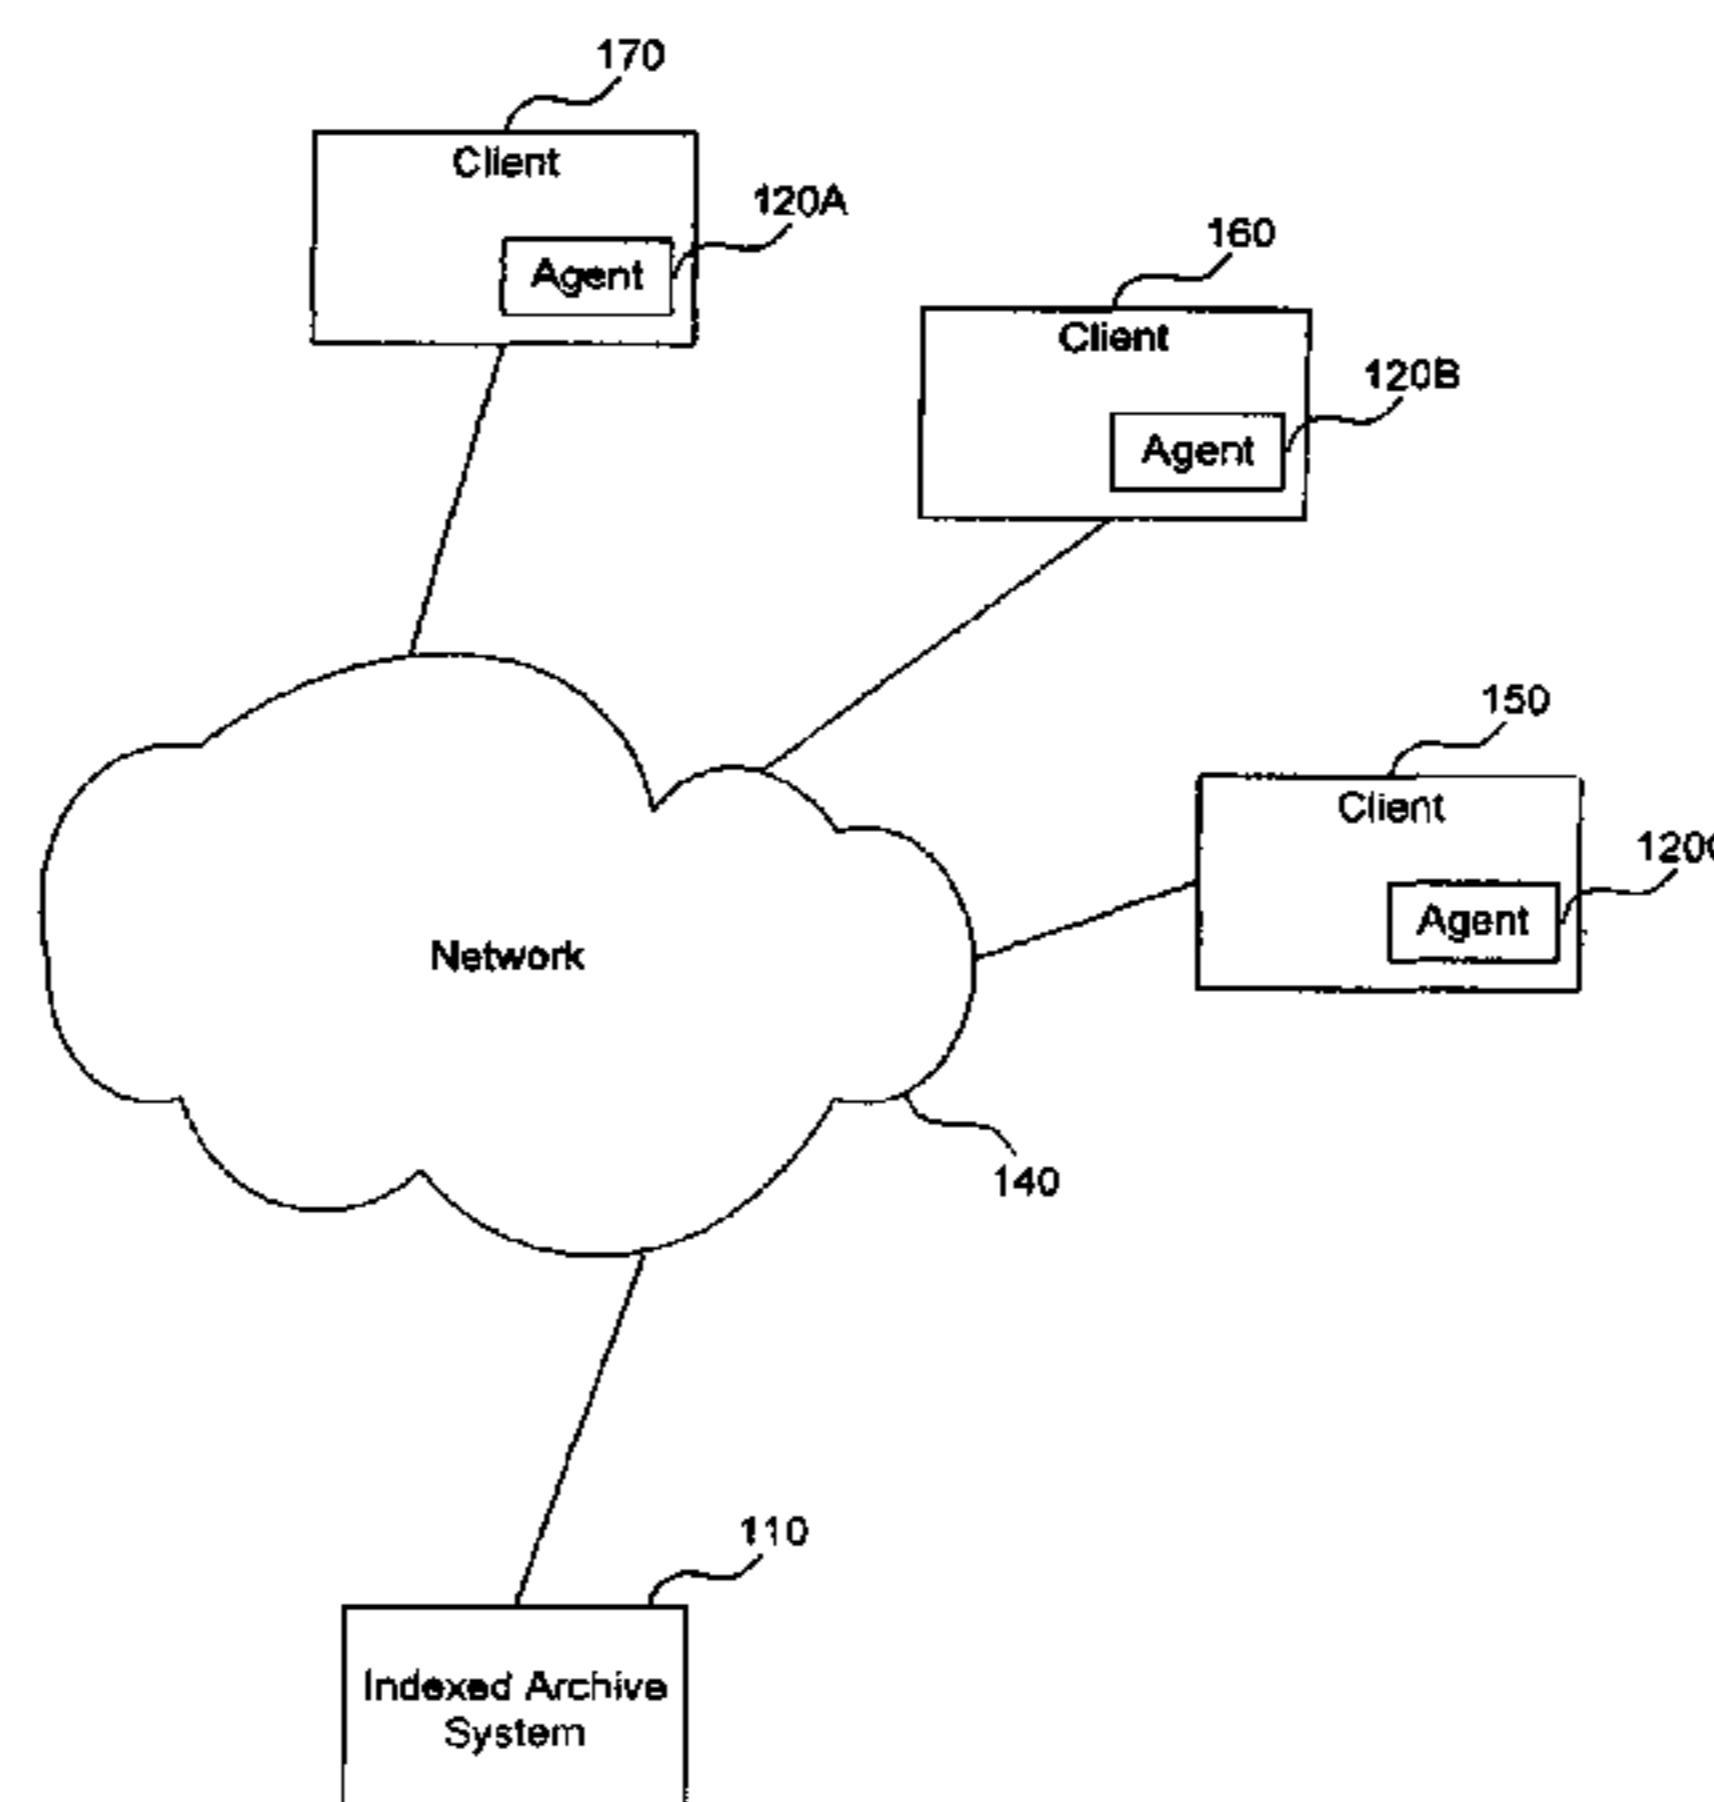 170
Client
120A
Agent
160
Client
120B
Agent
150
Client
Agent
Network
140
110
Indexed Archive
System